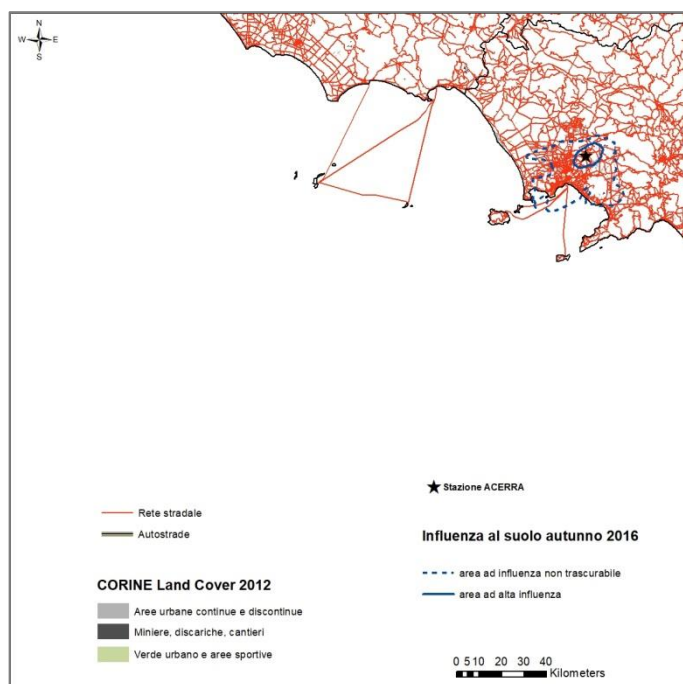 N
W E
S
Stazione ACERRA
Rete stradale
Autostrade
Influenza al suolo autunno 2016
area ad influenza non trascurabile
area ad alta influenza
CORINE Land Cover 2012
Aree urbane continue e discontinue
Miniere, discariche, cantieri
Verde urbano e aree sportive
0 5 10 20 30 40
Kilometers